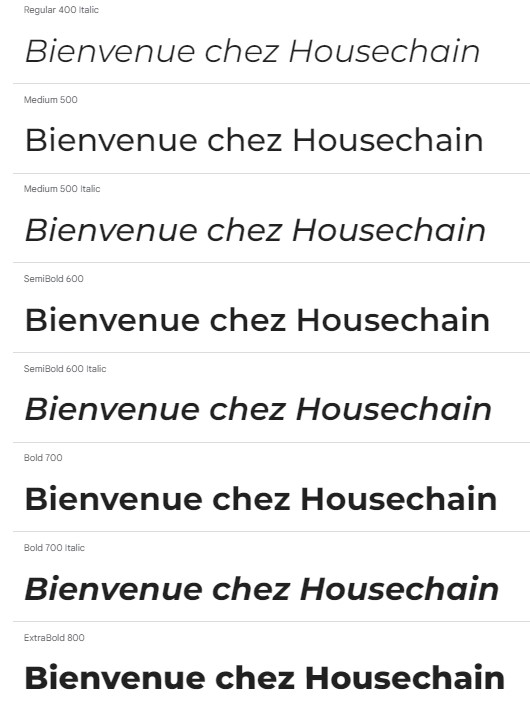 Regular 400 Italic
Bienvenue chez Housechain
Medium 500
Bienvenue chez Housechain
Medium 500 Italic
Bienvenue chez Housechain
SemiBold 600
Bienvenue chez Housechain
SemiBold 600 Italic
Bienvenue chez Housechain
Bold 700
Bienvenue chez Housechain
Bold 700 Italic
Bienvenue chez Housechain
ExtraBold 800
Bienvenue chez Housechain